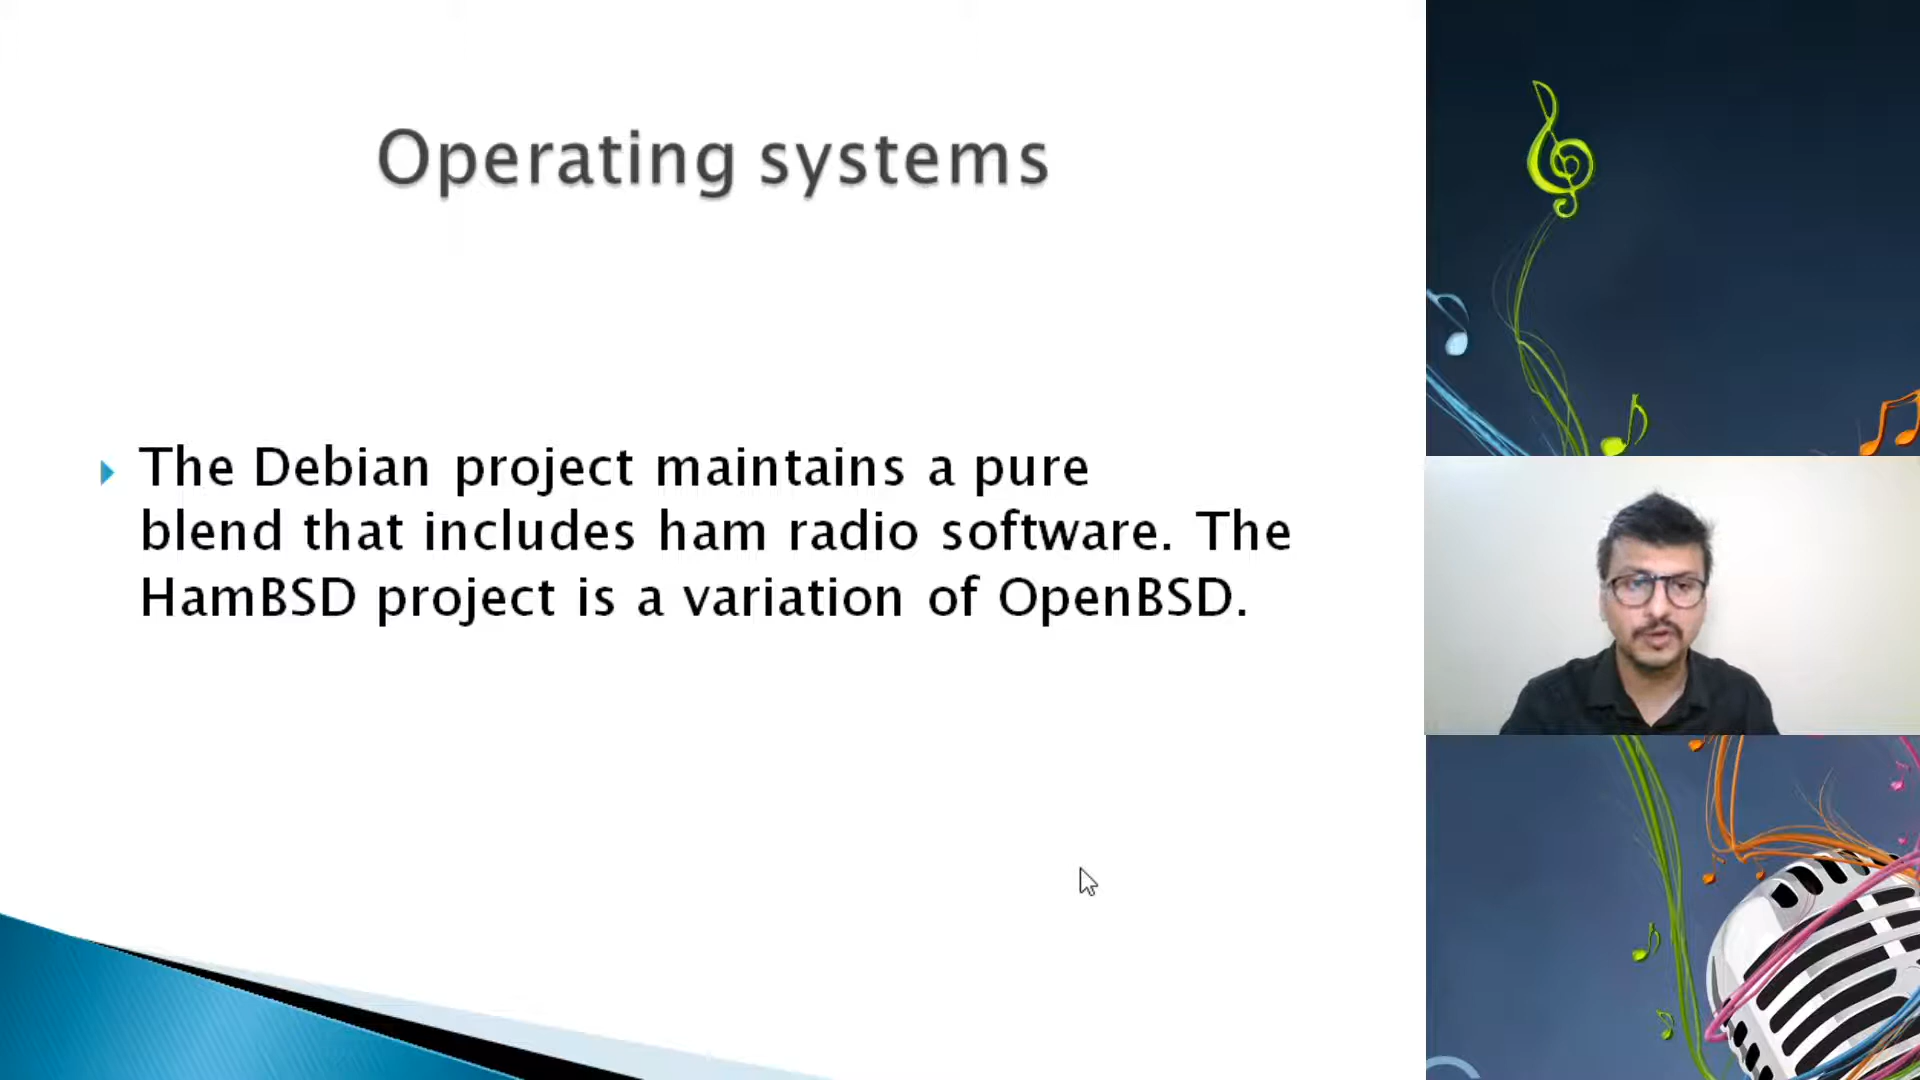 Operating systems
The Debian project maintains a pure
blend that includes ham radio software. The
HamBSD project is a variation of OpenBSD.